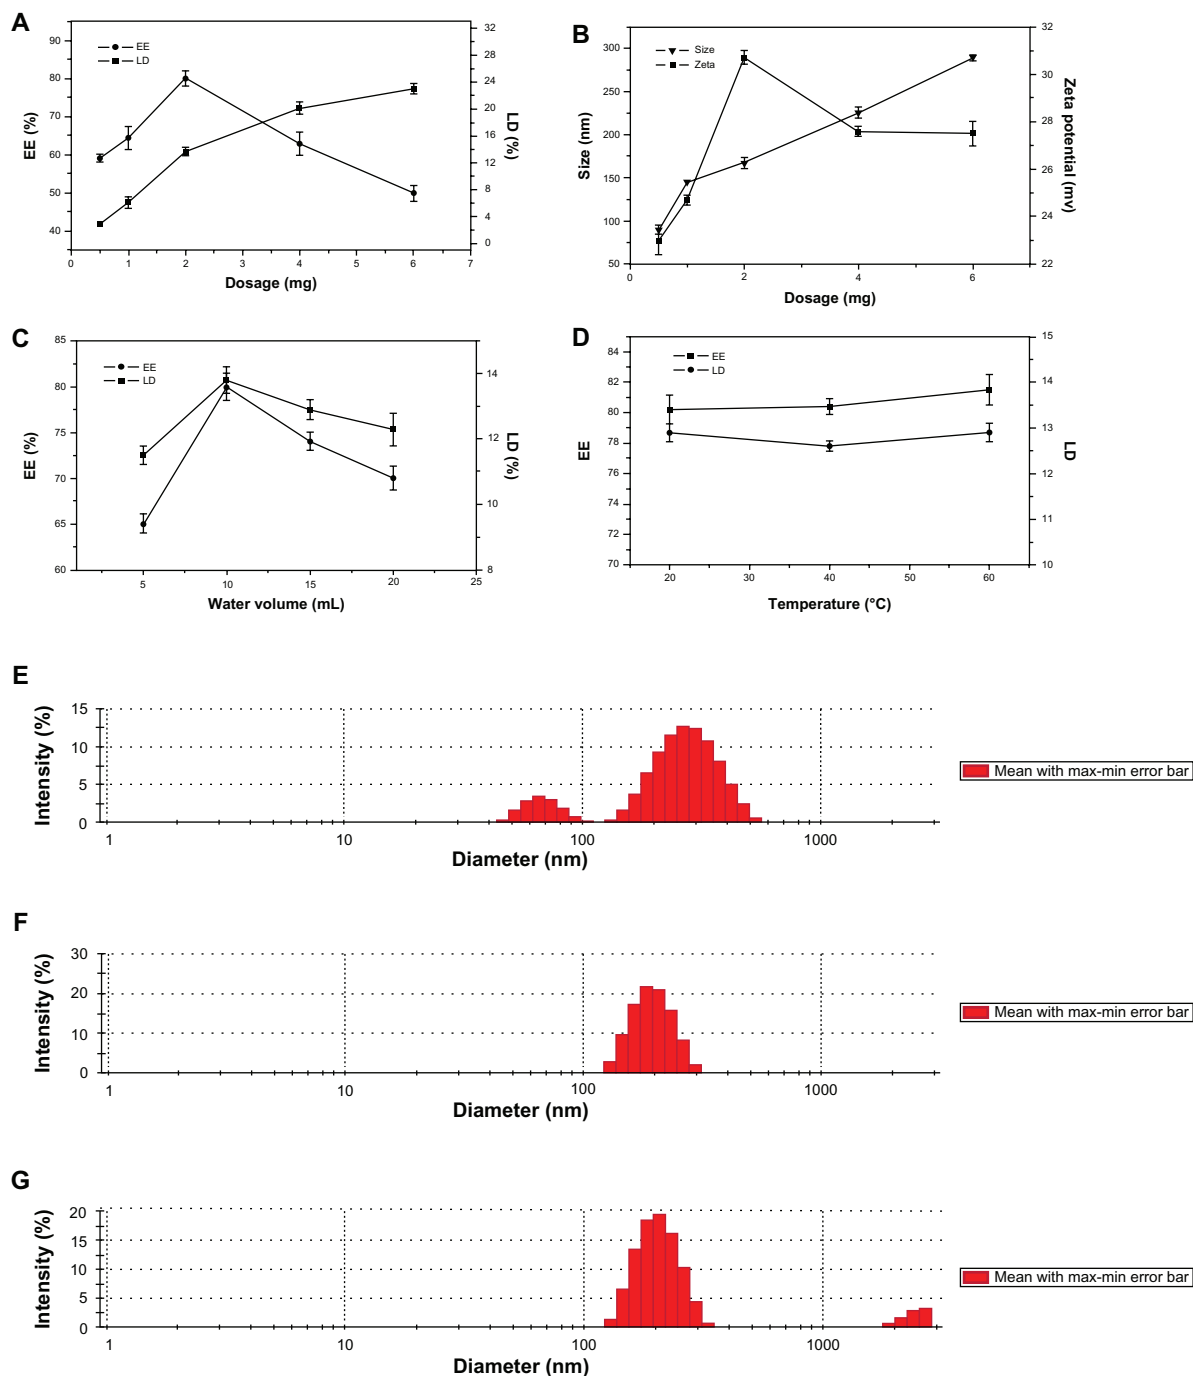 A
EE
LD
EE (%)
90
80
70
60
50
40
LD (%)
32
28
24
20
16
12
8
4
0
0 1 2 3 4 5 6 7
Dosage (mg)
B
Size
Zeta
Size (nm)
300
250
200
150
100
50
Zeta potential (mv)
32
30
28
26
24
22
0 2 4 6
Dosage (mg)
C
EE
LD
EE (%)
85
80
75
70
65
60
LD (%)
14
12
10
8
5 10 15 20 25
Water volume (mL)
D
EE
LD
EE
84
82
80
78
76
74
72
70
LD
15
14
13
12
11
10
20 30 40 50 60
Temperature (°C)
E
Intensity (%)
15
10
5
0
1 10 100 1000
Diameter (nm)
Mean with max-min error bar
F
Intensity (%)
30
20
10
0
1 10 100 1000
Diameter (nm)
Mean with max-min error bar
G
Intensity (%)
20
15
10
5
0
1 10 100 1000
Diameter (nm)
Mean with max-min error bar